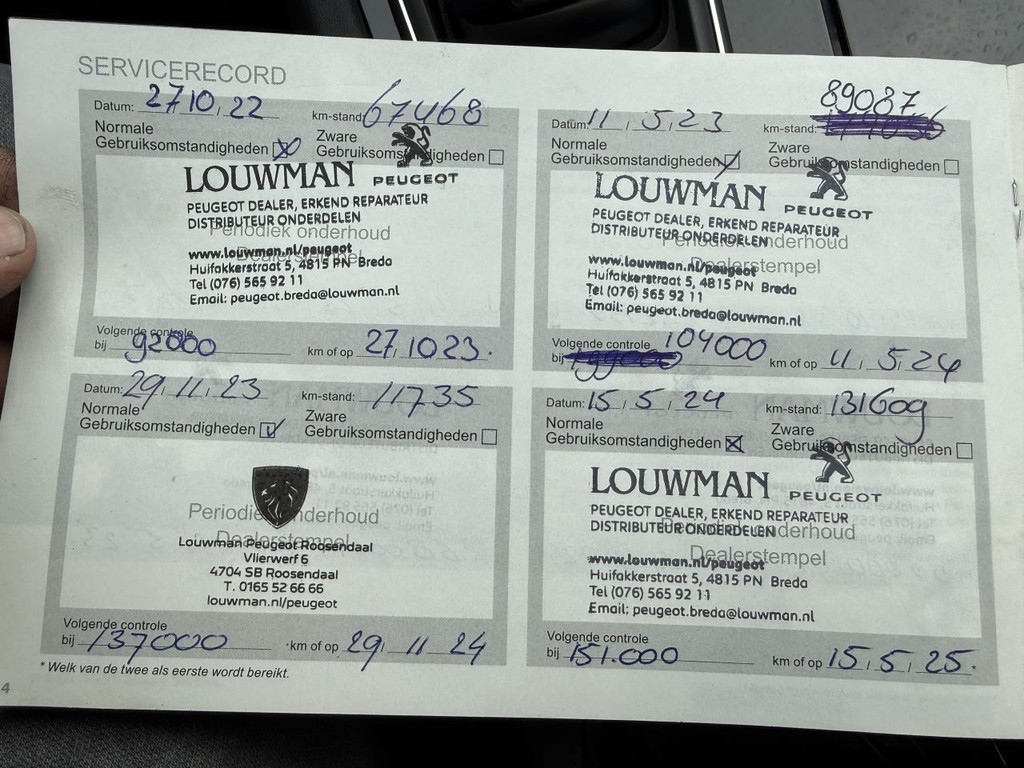 SERVICERECORD
Datum: 27, 10, 22 km-stand: 67468
Normale Gebruiksomstandigheden Zware Gebruiksomstandigheden
LOUWMAN PEUGEOT
PEUGEOT DEALER, ERKEND REPARATEUR
DISTRIBUTEUR ONDERDELEN
Periodiek onderhoud
Dealerstempel
www.louwman.nl/peugeot
Huifakkerstraat 5, 4815 PN Breda
Tel (076) 565 92 11
Email: peugeot.breda@louwman.nl
Volgende controle
bij 92000 km of op 27, 10 23.
Datum: 11, 5, 23 km-stand: 89087
Normale Gebruiksomstandigheden Zware Gebruiksomstandigheden
LOUWMAN PEUGEOT
PEUGEOT DEALER, ERKEND REPARATEUR
DISTRIBUTEUR ONDERDELEN
Periodiek onderhoud
Dealerstempel
www.louwman.nl/peugeot
Huifakkerstraat 5, 4815 PN Breda
Tel (076) 565 92 11
Email: peugeot.breda@louwman.nl
Volgende controle 104000
bij km of op 11, 5, 24
Datum: 29, 11, 23 km-stand: 11735
Normale Gebruiksomstandigheden Zware Gebruiksomstandigheden
Periodiek onderhoud
Dealerstempel
Louwman Peugeot Roosendaal
Vlierwerf 6
4704 SB Roosendaal
T. 0165 52 66 66
louwman.nl/peugeot
Volgende controle
bij 137000 km of op 29, 11 24
Datum: 15, 5, 24 km-stand: 131609
Normale Gebruiksomstandigheden Zware Gebruiksomstandigheden
LOUWMAN PEUGEOT
PEUGEOT DEALER, ERKEND REPARATEUR
DISTRIBUTEUR ONDERDELEN
Periodiek onderhoud
Dealerstempel
www.louwman.nl/peugeot
Huifakkerstraat 5, 4815 PN Breda
Tel (076) 565 92 11
Email: peugeot.breda@louwman.nl
Volgende controle
bij 151.000 km of op 15, 5, 25.
* Welk van de twee als eerste wordt bereikt.
4